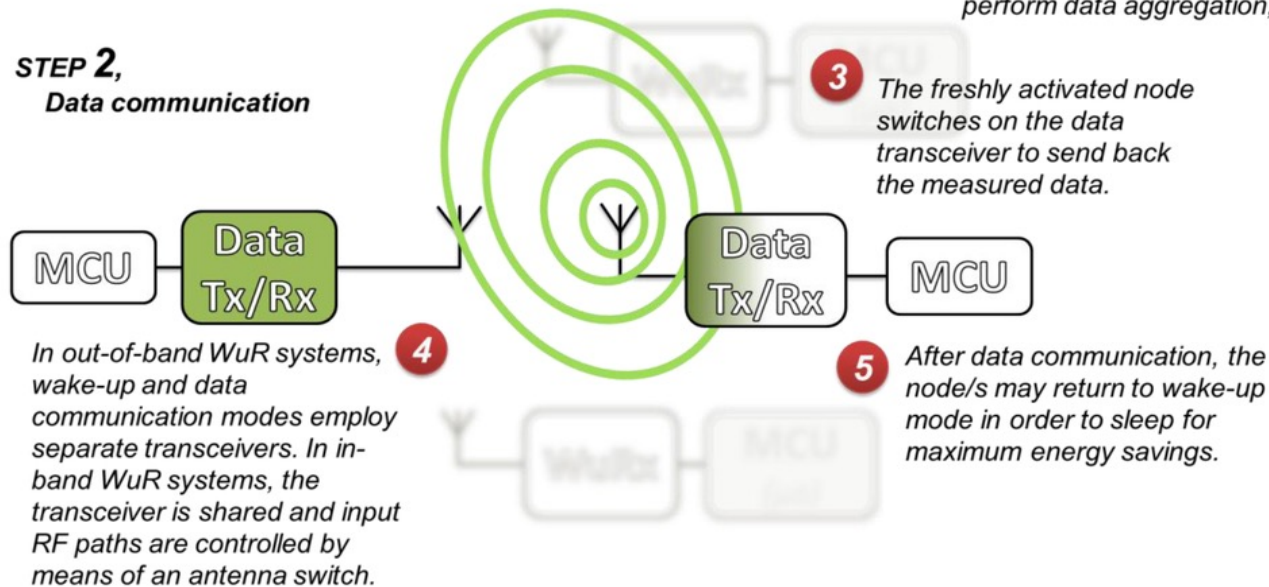 perform data aggregation,
STEP 2,
Data communication
WuRx
MCU
3
The freshly activated node
switches on the data
transceiver to send back
the measured data.
MCU
Data
Tx/Rx
Data
Tx/Rx
MCU
In out-of-band WuR systems,
wake-up and data
communication modes employ
separate transceivers. In in-
band WuR systems, the
transceiver is shared and input
RF paths are controlled by
means of an antenna switch.
4
5
After data communication, the
node/s may return to wake-up
mode in order to sleep for
maximum energy savings.
WuRx
MCU